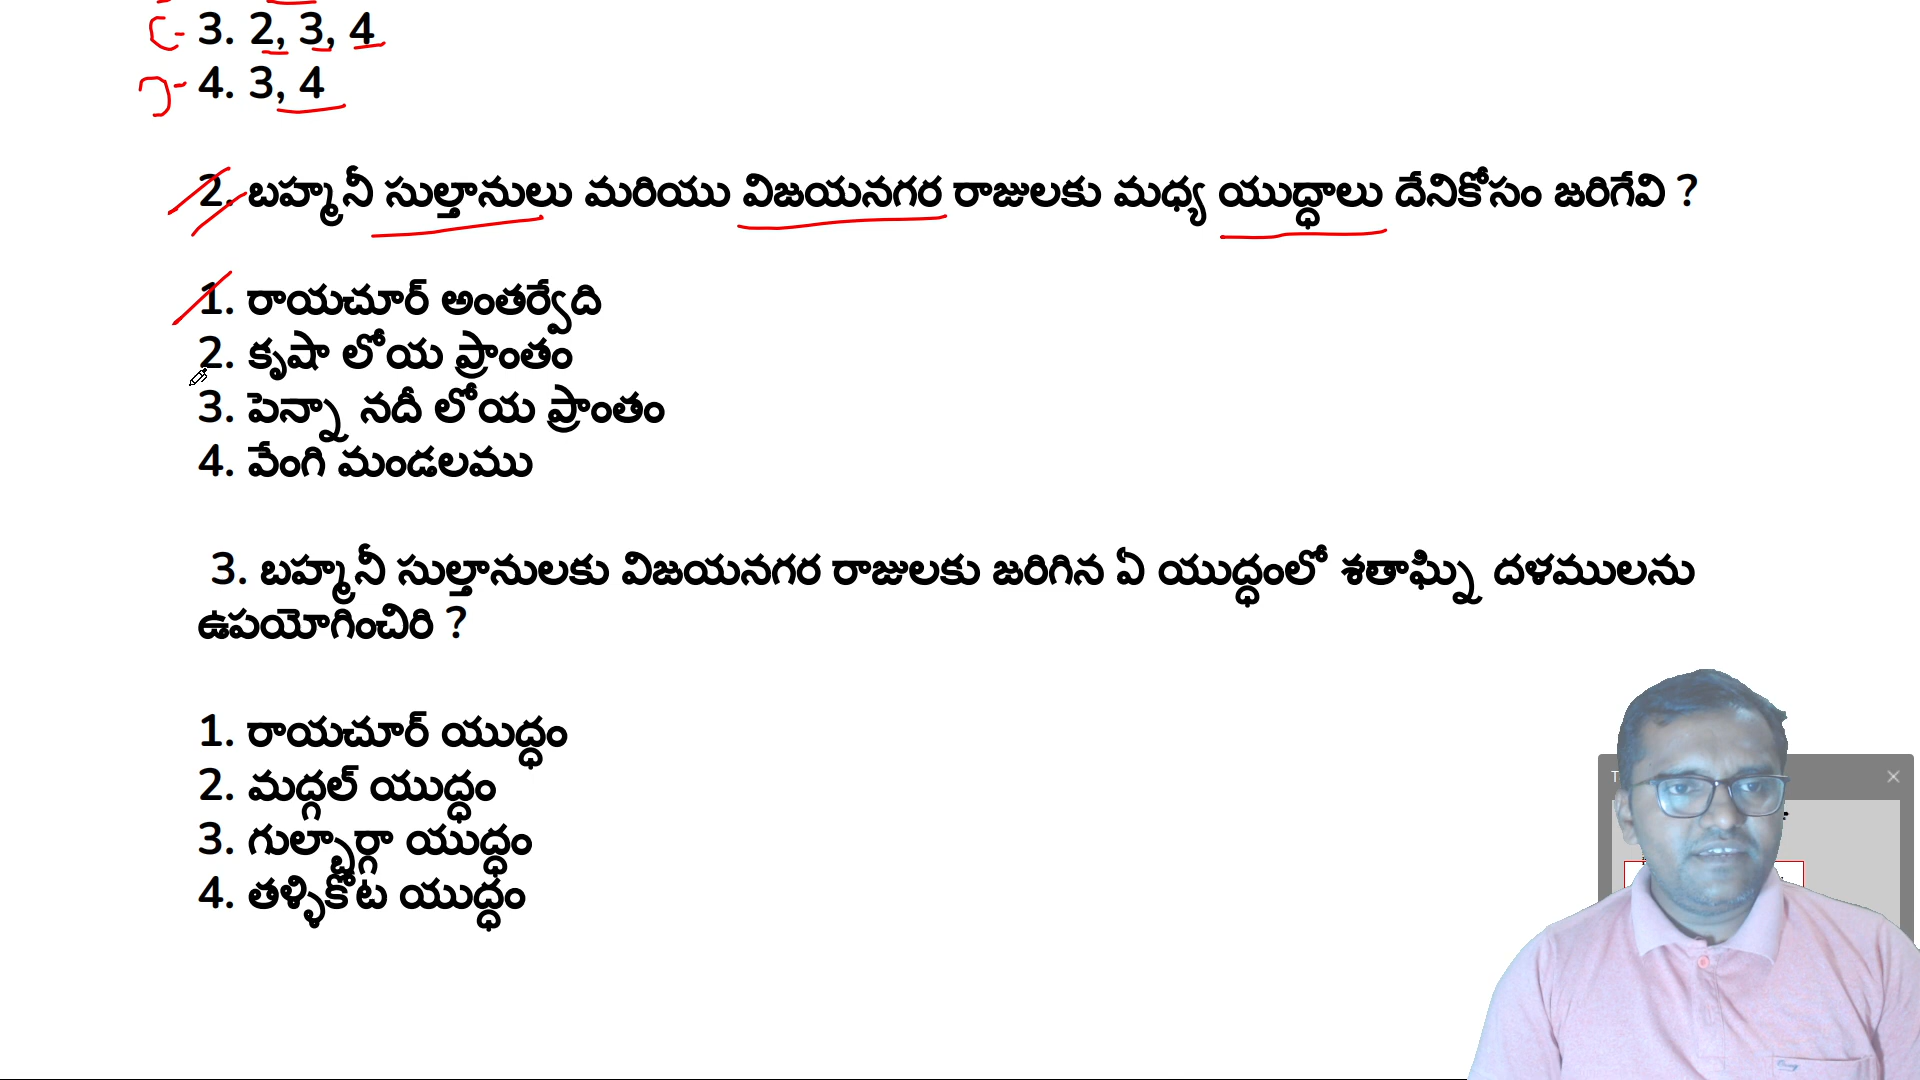 3. 2, 3, 4
4. 3, 4
2. బహ్మనీ సుల్తానులు మరియు విజయనగర రాజులకు మధ్య యుద్ధాలు దేనికోసం జరిగేవి ?
1. రాయచూర్ అంతర్వేది
2. కృషా లోయ ప్రాంతం
3. పెన్నా నదీ లోయ ప్రాంతం
4. వేంగి మండలము
3. బహ్మనీ సుల్తానులకు విజయనగర రాజులకు జరిగిన ఏ యుద్ధంలో శతాఘ్ని దళములను
ఉపయోగించిరి ?
1. రాయచూర్ యుద్ధం
2. మద్గల్ యుద్ధం
3. గుల్బార్గా యుద్ధం
4. తళ్ళికోట యుద్ధం